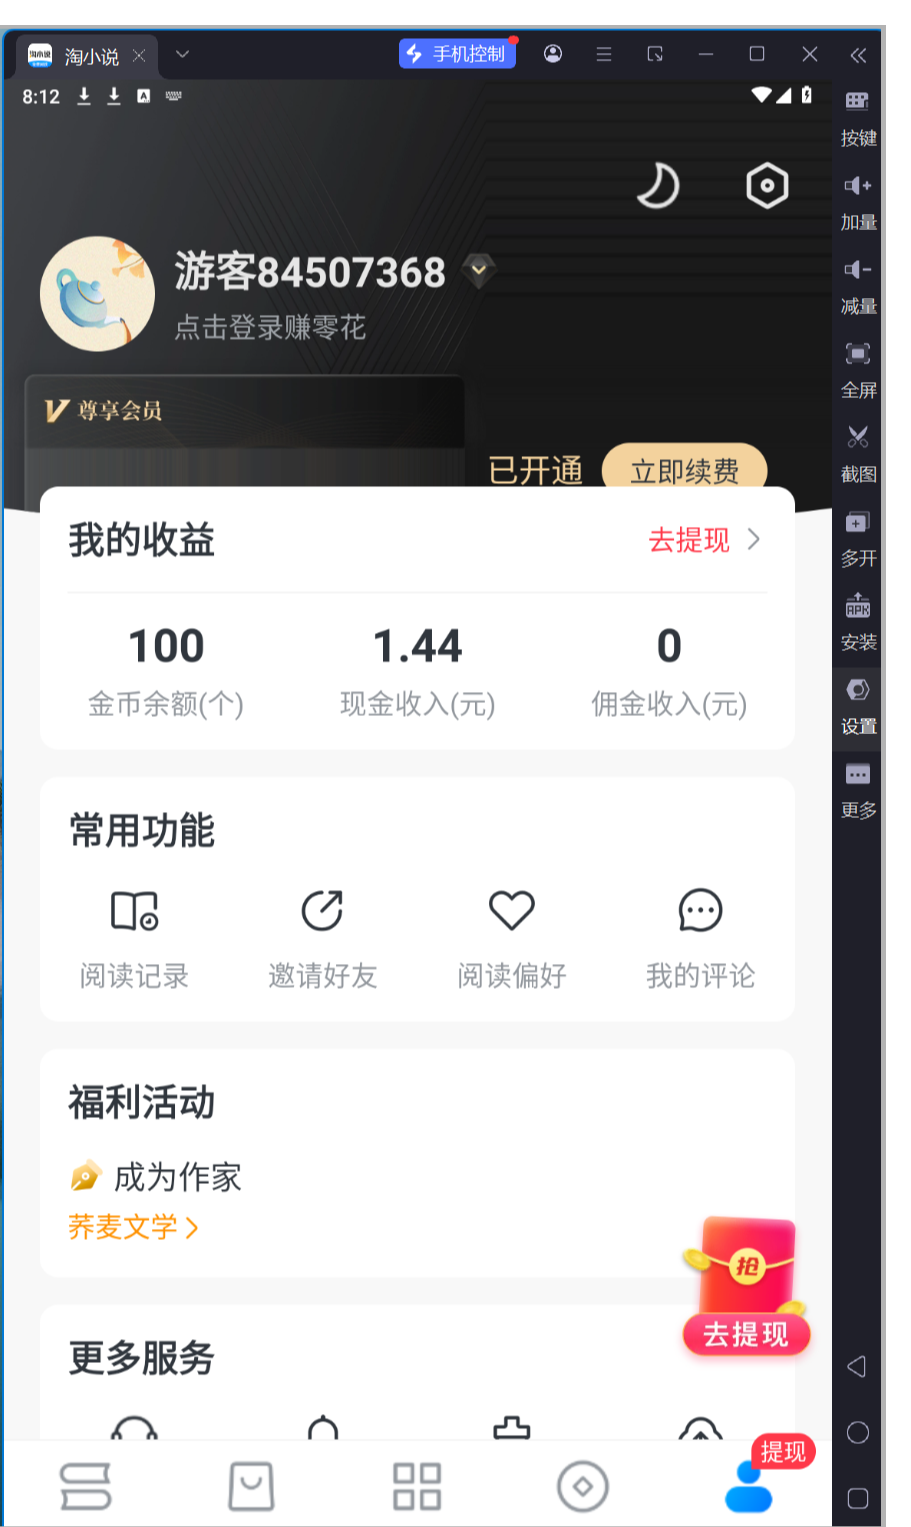 淘小说
手机控制
8:12
A
按键
加量
减量
全屏
截图
多开
安装
设置
更多
游客84507368
点击登录赚零花
V 尊享会员
已开通
立即续费
我的收益
去提现
100
1.44
0
金币余额(个)
现金收入(元)
佣金收入(元)
常用功能
阅读记录
邀请好友
阅读偏好
我的评论
福利活动
成为作家
荞麦文学
抢
去提现
更多服务
提现
APK